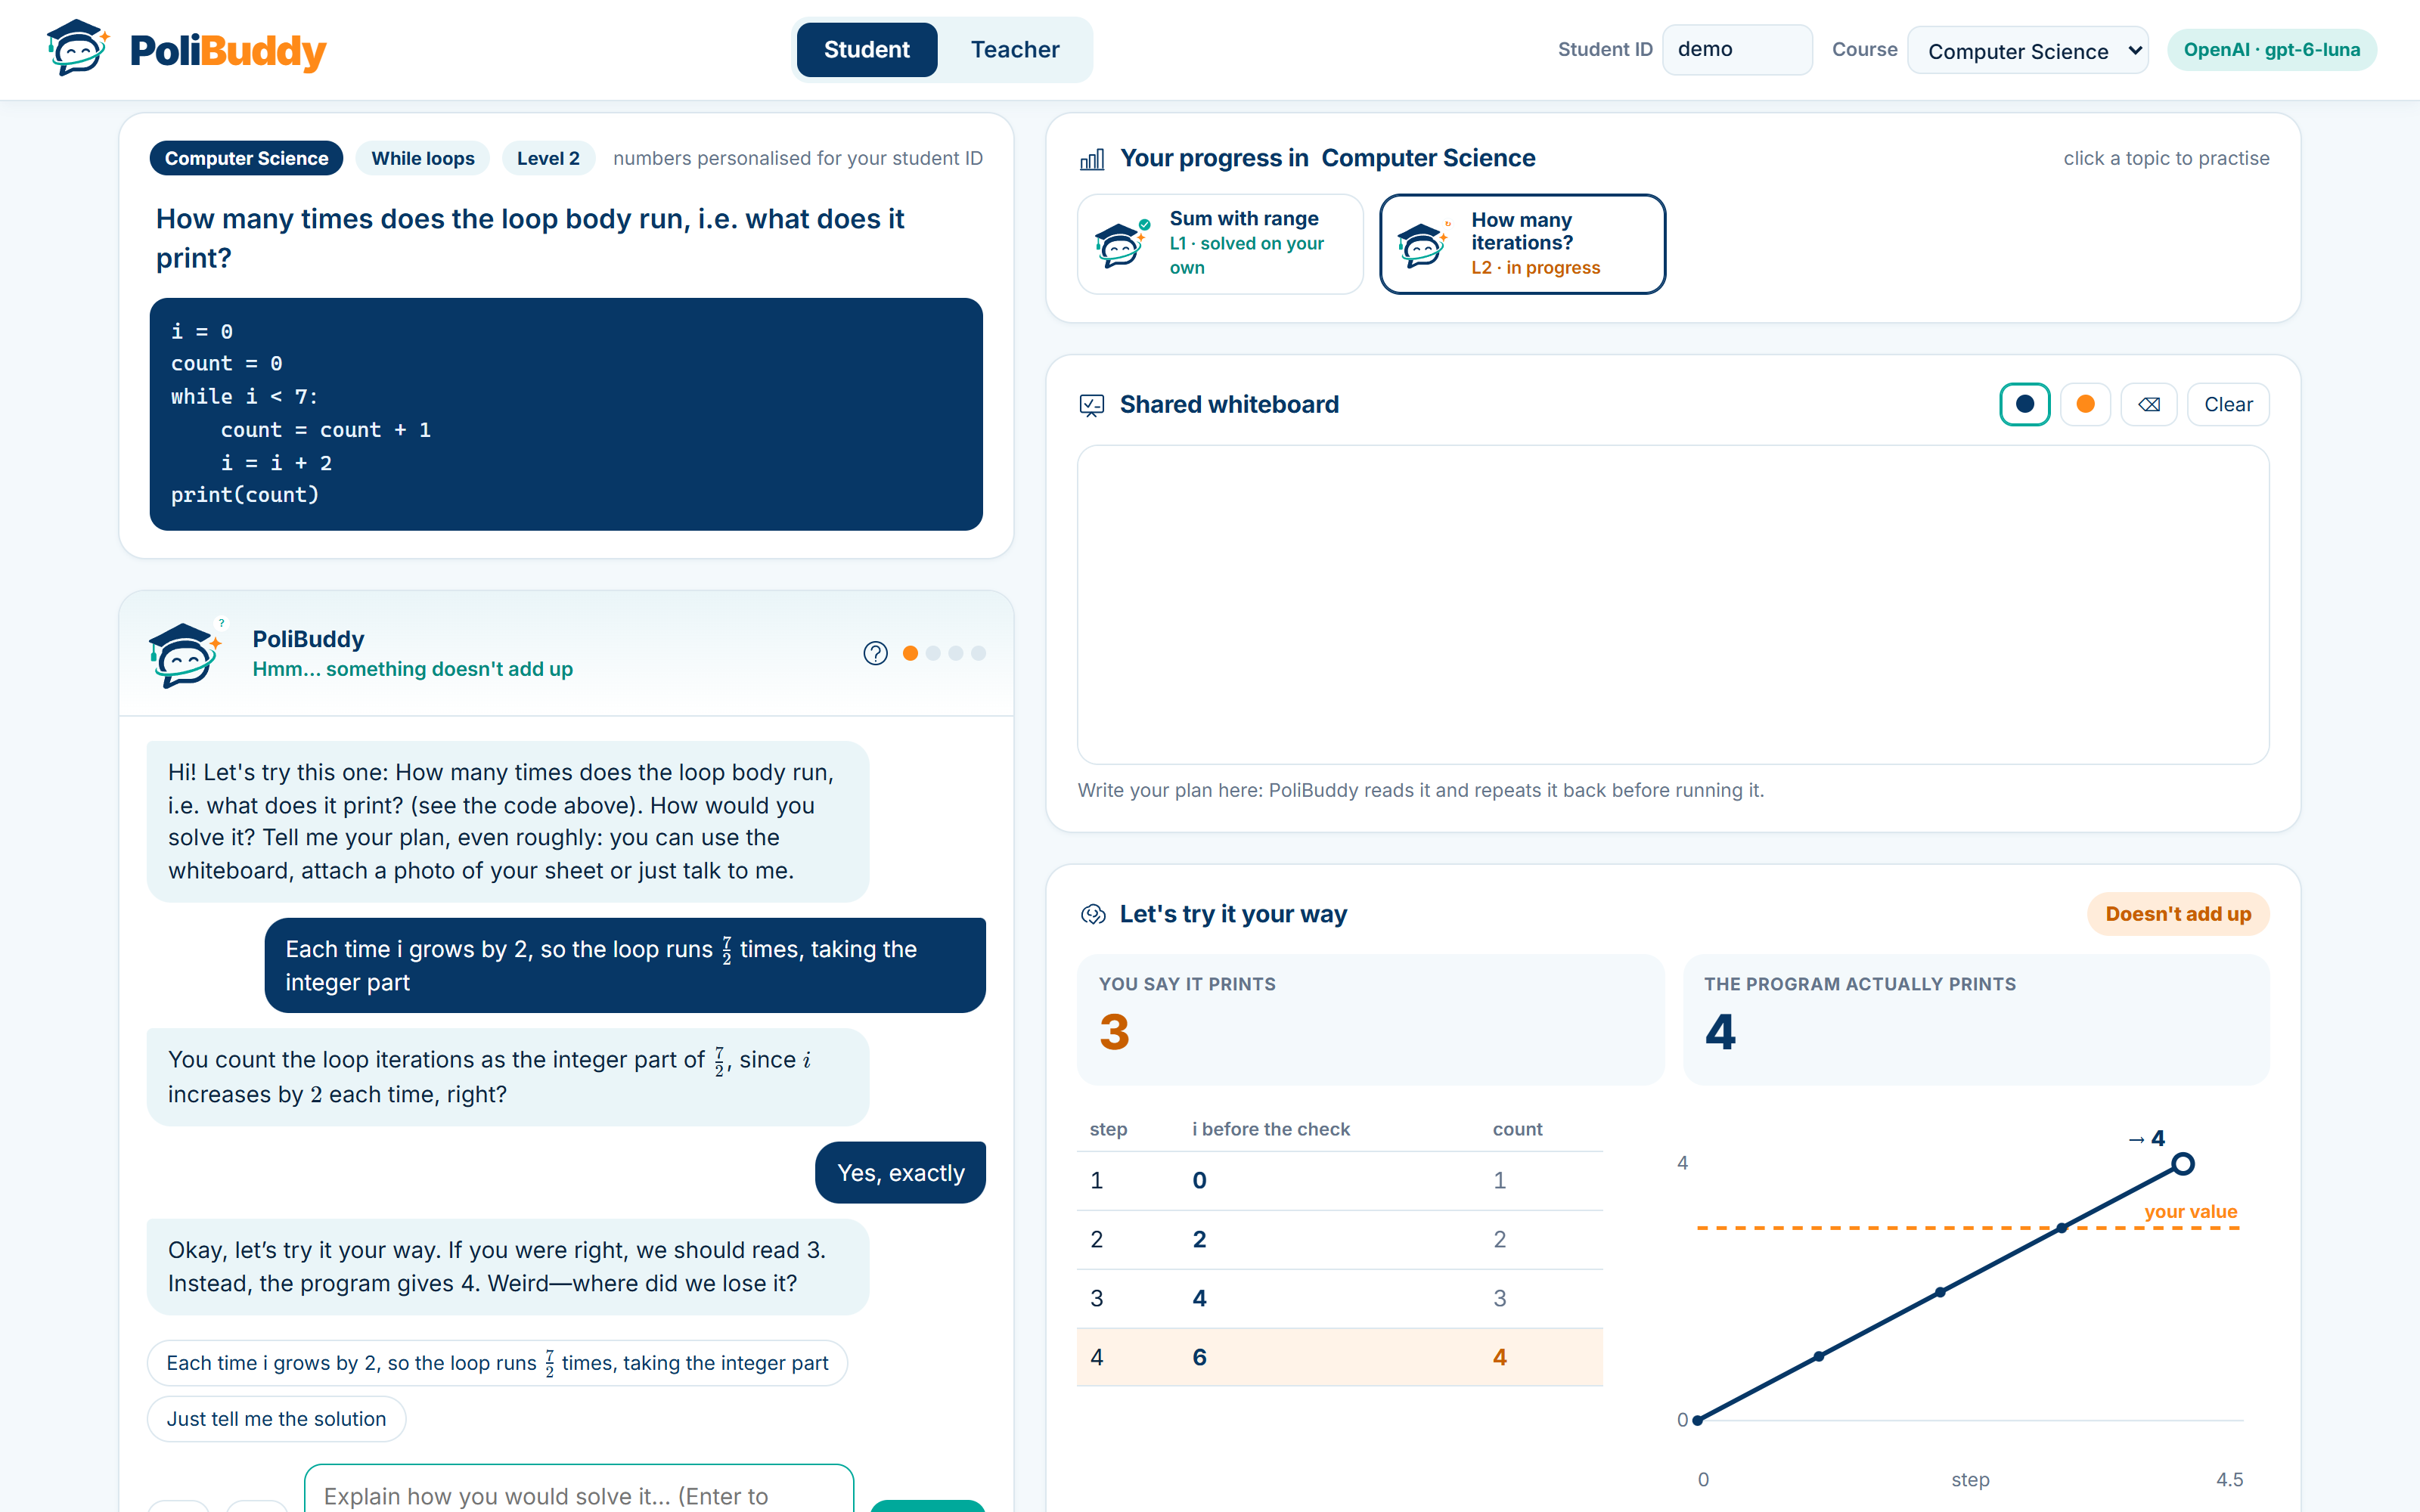 PoliBuddy
Student
Teacher
Student ID
demo
Course
Computer Science
OpenAI · gpt-6-luna
Computer Science
While loops
Level 2
numbers personalised for your student ID
How many times does the loop body run, i.e. what does it
print?
i = 0
count = 0
while i < 7:
    count = count + 1
    i = i + 2
print(count)
PoliBuddy
Hmm... something doesn't add up
?
Hi! Let's try this one: How many times does the loop body run,
i.e. what does it print? (see the code above). How would you
solve it? Tell me your plan, even roughly: you can use the
whiteboard, attach a photo of your sheet or just talk to me.
Each time i grows by 2, so the loop runs 7/2 times, taking the
integer part
You count the loop iterations as the integer part of 7/2, since i
increases by 2 each time, right?
Yes, exactly
Okay, let’s try it your way. If you were right, we should read 3.
Instead, the program gives 4. Weird—where did we lose it?
Each time i grows by 2, so the loop runs 7/2 times, taking the integer part
Just tell me the solution
Explain how you would solve it... (Enter to
Your progress in Computer Science
click a topic to practise
Sum with range
L1 · solved on your
own
How many
iterations?
L2 · in progress
Shared whiteboard
Clear
Write your plan here: PoliBuddy reads it and repeats it back before running it.
Let's try it your way
Doesn't add up
YOU SAY IT PRINTS
3
THE PROGRAM ACTUALLY PRINTS
4
step i before the check count
1 0 1
2 2 2
3 4 3
4 6 4
→ 4
4
your value
0
0 step 4.5